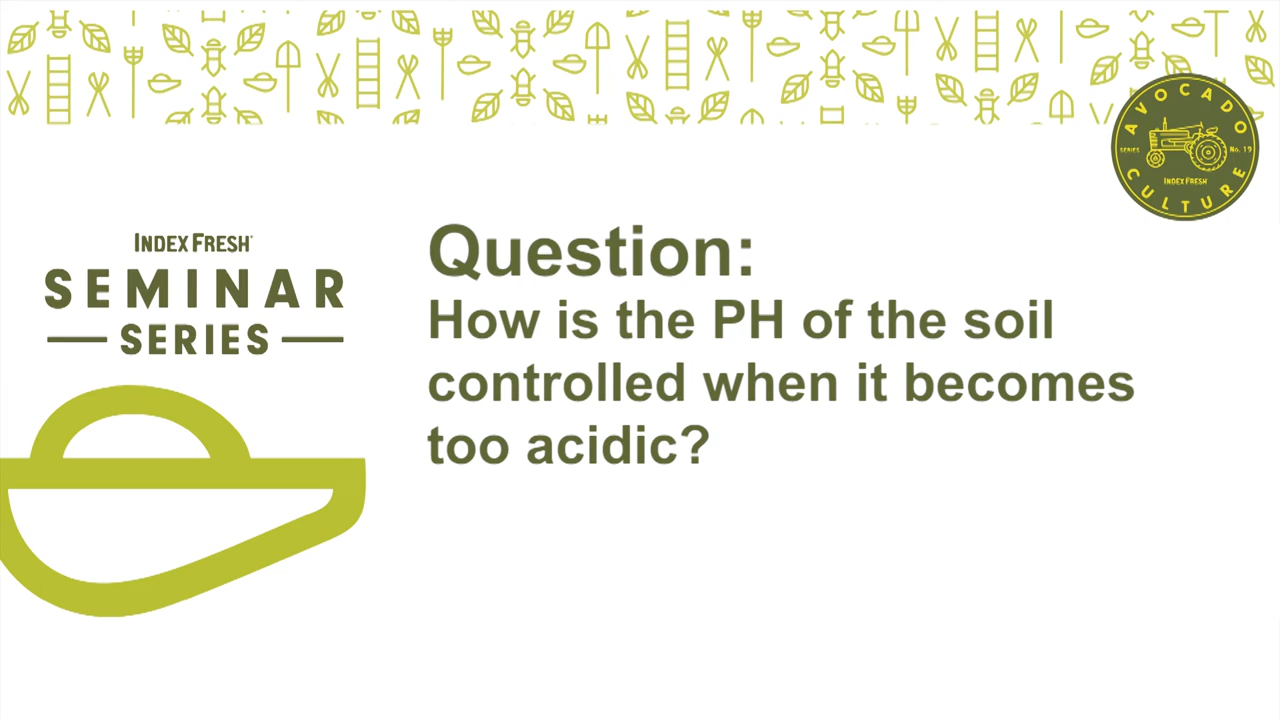 AVOCADO
SERIES
No. 19
INDEX FRESH
CULTURE
INDEX FRESH
SEMINAR
SERIES
Question:
How is the PH of the soil
controlled when it becomes
too acidic?